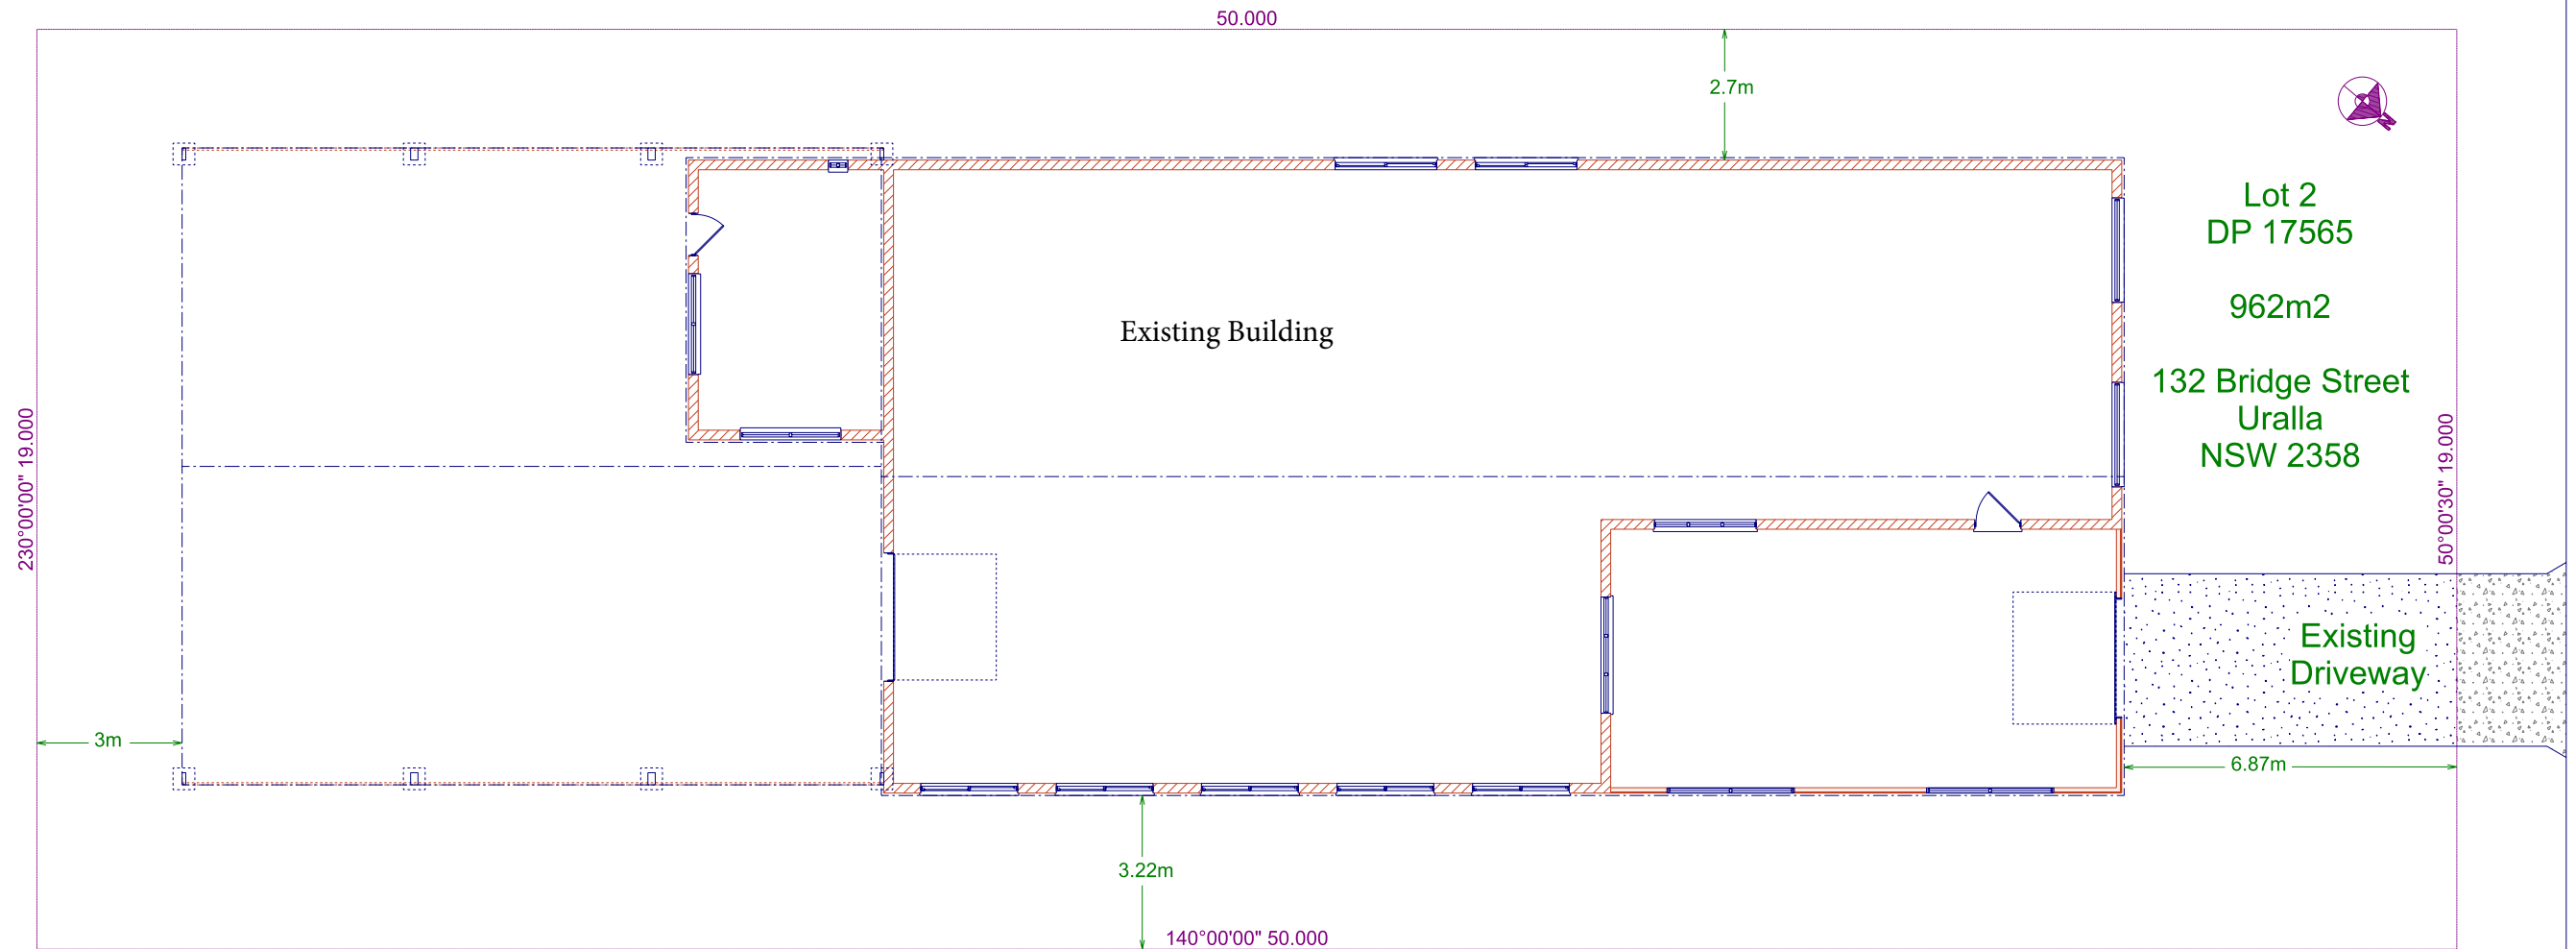 50.000
2.7m
N
Lot 2
DP 17565
962m2
Existing Building
132 Bridge Street
Uralla
NSW 2358
230°00'00" 19.000
50°00'30" 19.000
Existing
Driveway
3m
6.87m
3.22m
140°00'00" 50.000